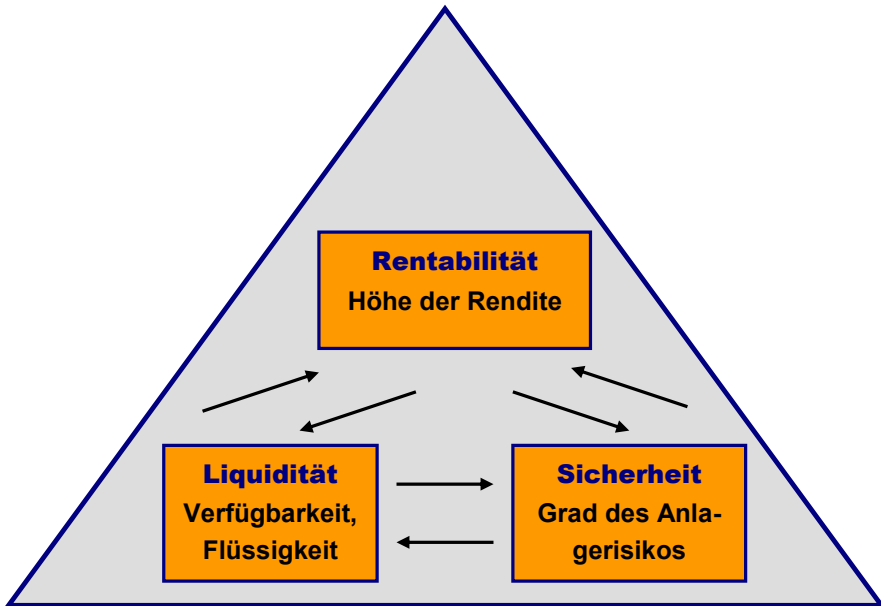 Rentabilität
Höhe der Rendite
Liquidität
Verfügbarkeit,
Flüssigkeit
Sicherheit
Grad des Anla-
gerisikos